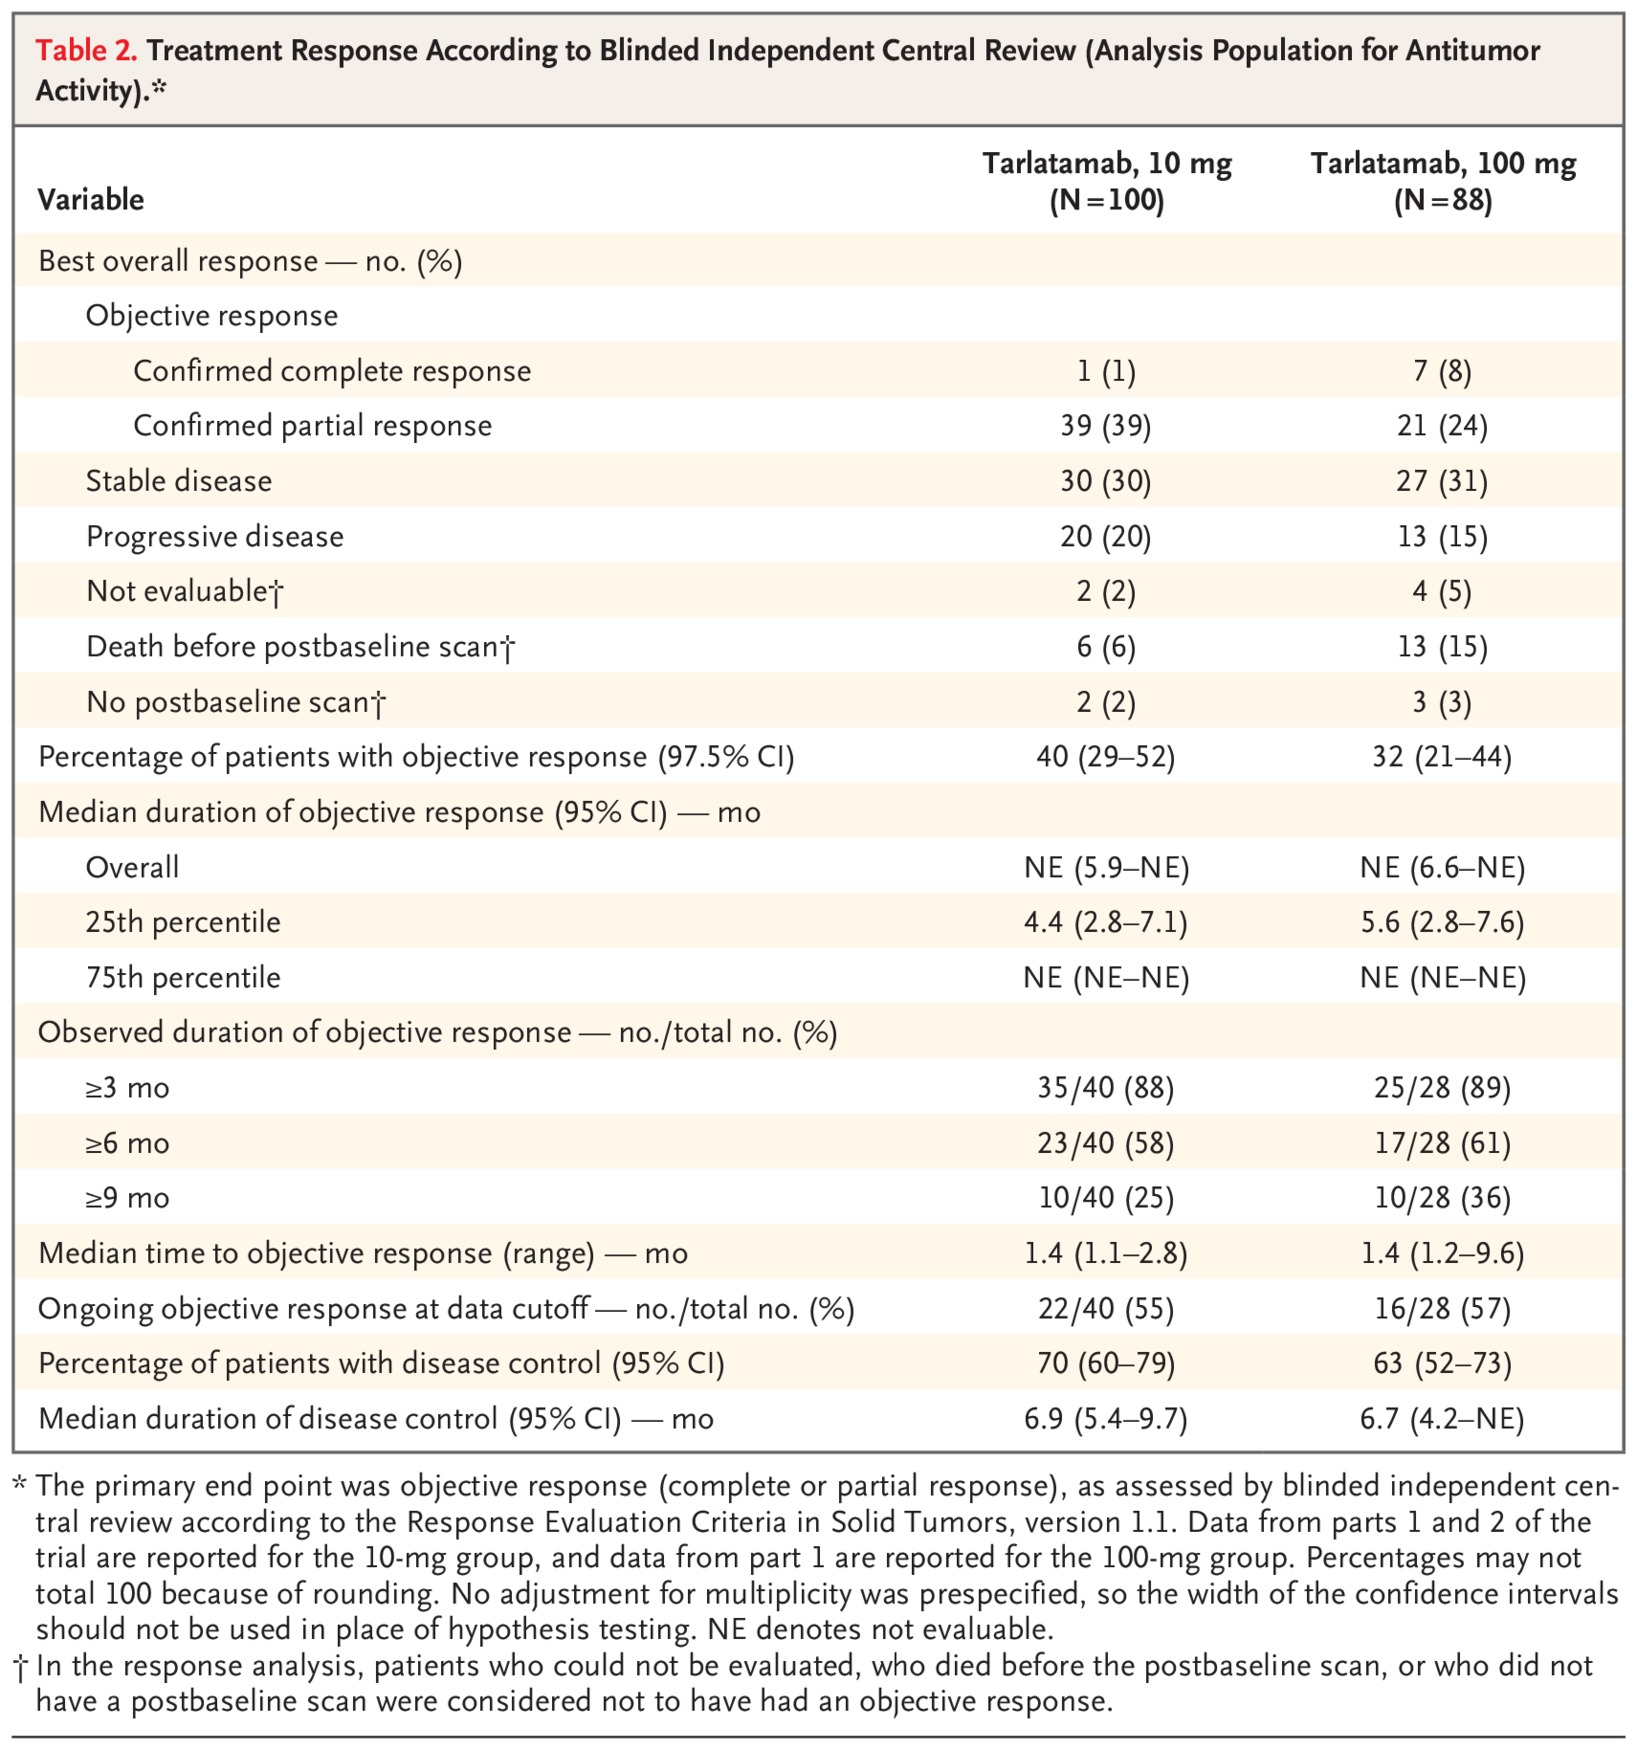 Table 2. Treatment Response According to Blinded Independent Central Review (Analysis Population for Antitumor
Activity).*
Variable Tarlatamab, 10 mg (N=100) Tarlatamab, 100 mg (N=88)
Best overall response — no. (%)
Objective response
Confirmed complete response 1 (1) 7 (8)
Confirmed partial response 39 (39) 21 (24)
Stable disease 30 (30) 27 (31)
Progressive disease 20 (20) 13 (15)
Not evaluable† 2 (2) 4 (5)
Death before postbaseline scan† 6 (6) 13 (15)
No postbaseline scan† 2 (2) 3 (3)
Percentage of patients with objective response (97.5% CI) 40 (29–52) 32 (21–44)
Median duration of objective response (95% CI) — mo
Overall NE (5.9–NE) NE (6.6–NE)
25th percentile 4.4 (2.8–7.1) 5.6 (2.8–7.6)
75th percentile NE (NE–NE) NE (NE–NE)
Observed duration of objective response — no./total no. (%)
≥3 mo 35/40 (88) 25/28 (89)
≥6 mo 23/40 (58) 17/28 (61)
≥9 mo 10/40 (25) 10/28 (36)
Median time to objective response (range) — mo 1.4 (1.1–2.8) 1.4 (1.2–9.6)
Ongoing objective response at data cutoff — no./total no. (%) 22/40 (55) 16/28 (57)
Percentage of patients with disease control (95% CI) 70 (60–79) 63 (52–73)
Median duration of disease control (95% CI) — mo 6.9 (5.4–9.7) 6.7 (4.2–NE)
* The primary end point was objective response (complete or partial response), as assessed by blinded independent cen-
tral review according to the Response Evaluation Criteria in Solid Tumors, version 1.1. Data from parts 1 and 2 of the
trial are reported for the 10-mg group, and data from part 1 are reported for the 100-mg group. Percentages may not
total 100 because of rounding. No adjustment for multiplicity was prespecified, so the width of the confidence intervals
should not be used in place of hypothesis testing. NE denotes not evaluable.
† In the response analysis, patients who could not be evaluated, who died before the postbaseline scan, or who did not
have a postbaseline scan were considered not to have had an objective response.